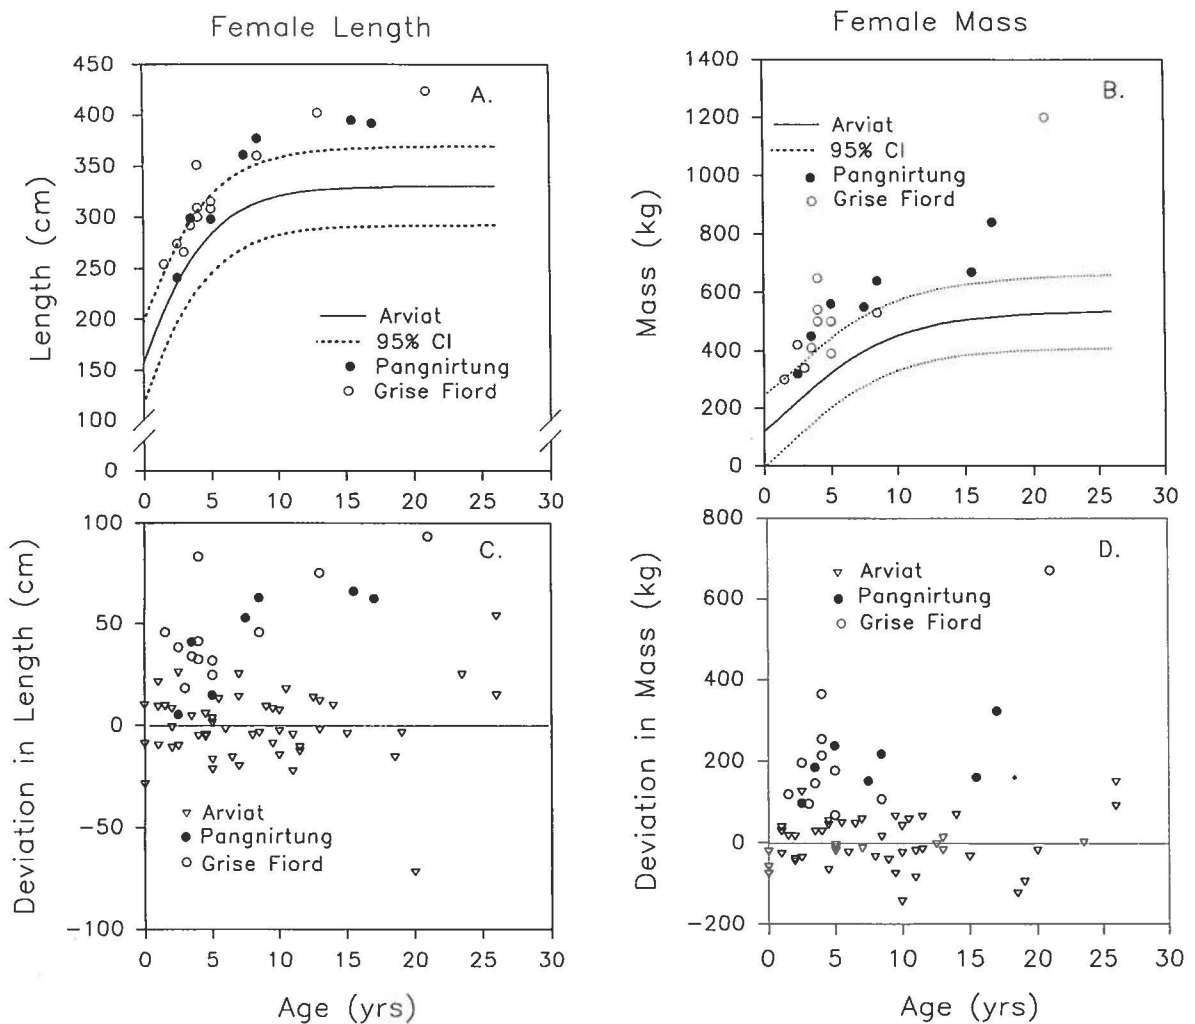 Female Length
450
400
350
300
250
200
150
100
0
Length (cm)
A.
Arviat
95% CI
Pangnirtung
Grise Fiord
0 5 10 15 20 25 30
Female Mass
1400
1200
1000
800
600
400
200
0
Mass (kg)
B.
Arviat
95% CI
Pangnirtung
Grise Fiord
0 5 10 15 20 25 30
100
50
0
−50
−100
Deviation in Length (cm)
C.
Arviat
Pangnirtung
Grise Fiord
0 5 10 15 20 25 30
Age (yrs)
800
600
400
200
0
−200
Deviation in Mass (kg)
D.
Arviat
Pangnirtung
Grise Fiord
0 5 10 15 20 25 30
Age (yrs)